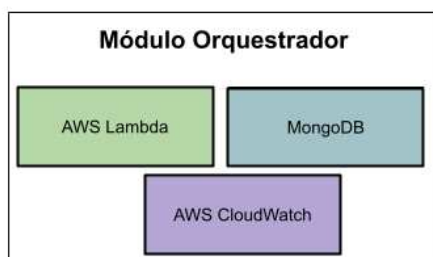 Módulo Orquestrador
AWS Lambda
MongoDB
AWS CloudWatch